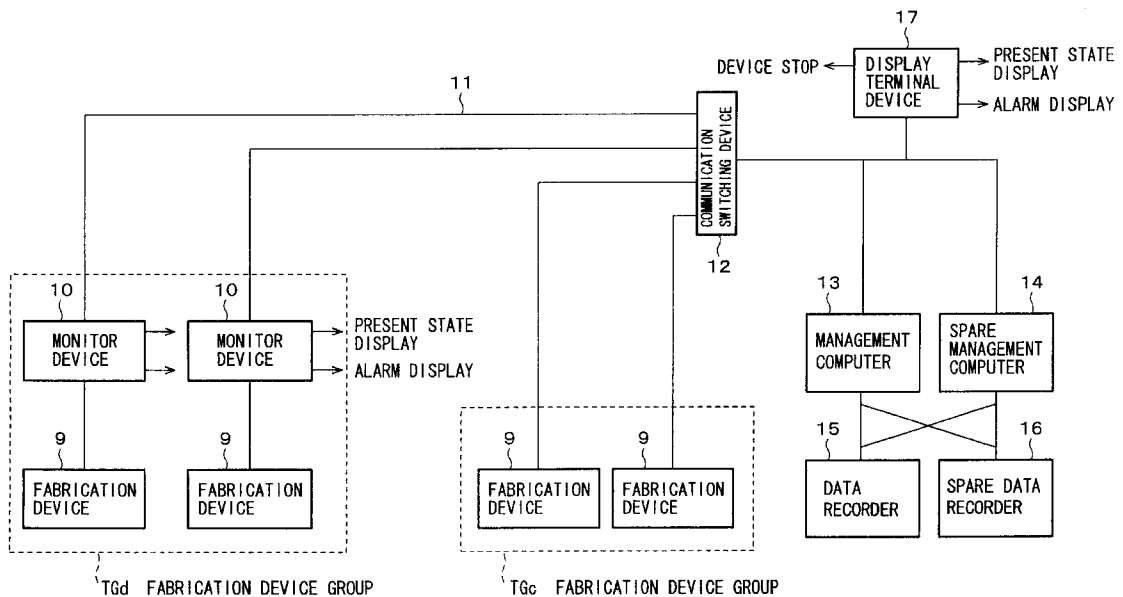 17
DEVICE STOP
DISPLAY
TERMINAL
DEVICE
PRESENT STATE
DISPLAY
ALARM DISPLAY
11
COMMUNICATION
SWITCHING DEVICE
12
10
MONITOR
DEVICE
10
MONITOR
DEVICE
PRESENT STATE
DISPLAY
ALARM DISPLAY
13
MANAGEMENT
COMPUTER
14
SPARE
MANAGEMENT
COMPUTER
9
FABRICATION
DEVICE
9
FABRICATION
DEVICE
9
FABRICATION
DEVICE
9
FABRICATION
DEVICE
15
DATA
RECORDER
16
SPARE DATA
RECORDER
TGd FABRICATION DEVICE GROUP
TGc FABRICATION DEVICE GROUP